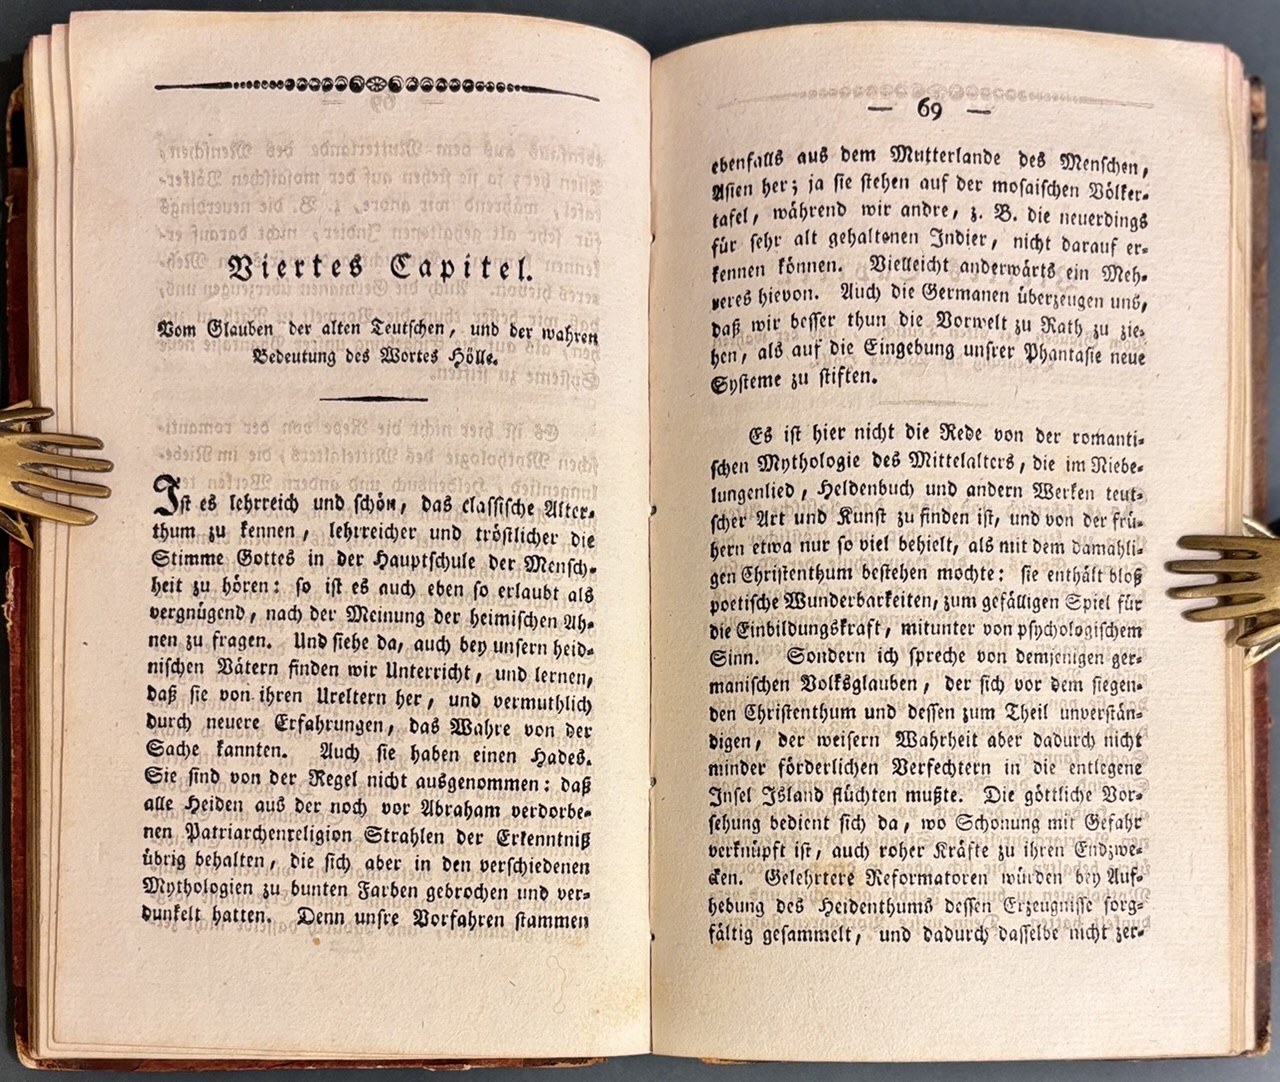 Viertes Capitel.
Vom Glauben der alten Teutschen, und der wahren
Bedeutung des Wortes Hölle.
Ist es lehrreich und schön, das classische Alter-
thum zu kennen, lehrreicher und tröstlicher die
Stimme Gottes in der Hauptschule der Mensch-
heit zu hören: so ist es auch eben so erlaubt als
vergnügend, nach der Meinung der heimischen Ah-
nen zu fragen. Und siehe da, auch bey unsern heid-
nischen Vätern finden wir Unterricht, und lernen,
daß sie von ihren Ureltern her, und vermuthlich
durch neuere Erfahrungen, das Wahre von der
Sache kannten. Auch sie haben einen Hades.
Sie sind von der Regel nicht ausgenommen: daß
alle Heiden aus der noch vor Abraham verdorbe-
nen Patriarchenreligion Strahlen der Erkenntniß
übrig behalten, die sich aber in den verschiedenen
Mythologien zu bunten Farben gebrochen und ver-
dunkelt hatten. Denn unsre Vorfahren stammen
— 69 —
ebenfalls aus dem Mutterlande des Menschen,
Asien her; ja sie stehen auf der mosaischen Völker-
tafel, während wir andre, z. B. die neuerdings
für sehr alt gehaltenen Indier, nicht darauf er-
kennen können. Vielleicht anderwärts ein Meh-
reres hievon. Auch die Germanen überzeugen uns,
daß wir besser thun die Vorwelt zu Rath zu zie-
hen, als auf die Eingebung unsrer Phantasie neue
Systeme zu stiften.
Es ist hier nicht die Rede von der romanti-
schen Mythologie des Mittelalters, die im Niebe-
lungenlied, Heldenbuch und andern Werken teut-
scher Art und Kunst zu finden ist, und von der frü-
hern etwa nur so viel behielt, als mit dem damahli-
gen Christenthum bestehen mochte: sie enthält bloß
poetische Wunderbarkeiten, zum gefälligen Spiel für
die Einbildungskraft, mitunter von psychologischem
Sinn. Sondern ich spreche von demjenigen ger-
manischen Volksglauben, der sich vor dem siegen-
den Christenthum und dessen zum Theil unverstän-
digen, der weisern Wahrheit aber dadurch nicht
minder förderlichen Verfechtern in die entlegene
Insel Island flüchten mußte. Die göttliche Vor-
sehung bedient sich da, wo Schonung mit Gefahr
verknüpft ist, auch roher Kräfte zu ihren Endzwe-
cken. Gelehrtere Reformatoren würden bey Auf-
hebung des Heidenthums dessen Erzeugnisse sorg-
fältig gesammelt, und dadurch dasselbe nicht zer-